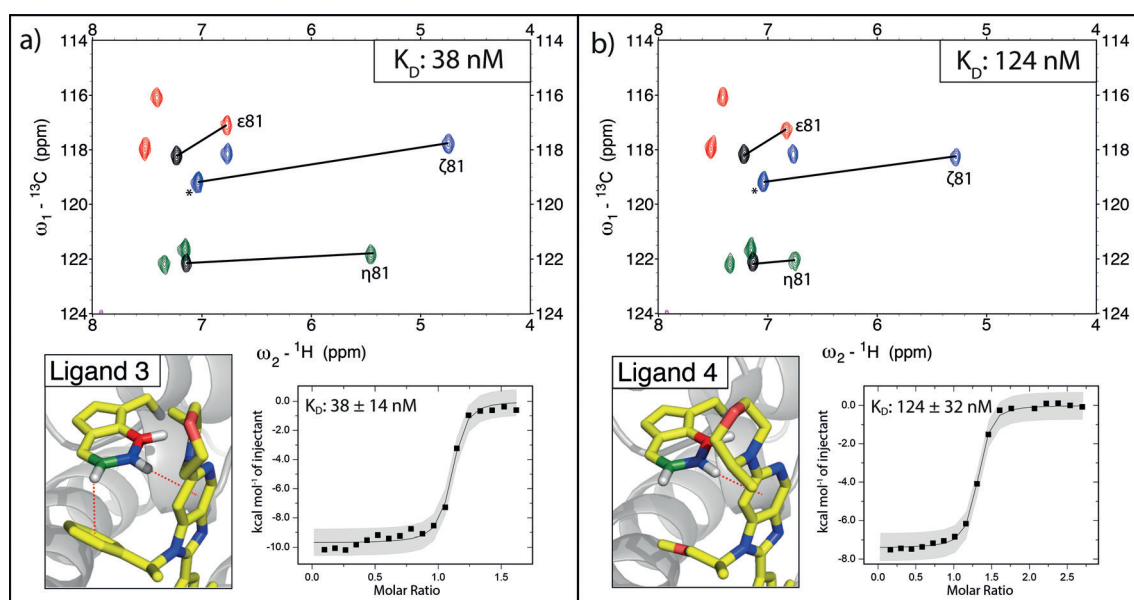 a)
8 7 6 5 4
K_D: 38 nM
114 116 118 120 122 124
ω₁ - ¹³C (ppm)
114 116 118 120 122 124
ε81
ζ81
*
η81
8 7 6 5 4
ω₂ - ¹H (ppm)
Ligand 3
K_D: 38 ± 14 nM
kcal mol⁻¹ of injectant
0.0 -2.0 -4.0 -6.0 -8.0 -10.0
0.0 0.5 1.0 1.5
Molar Ratio
b)
8 7 6 5 4
K_D: 124 nM
114 116 118 120 122 124
ω₁ - ¹³C (ppm)
114 116 118 120 122 124
ε81
ζ81
*
η81
8 7 6 5 4
ω₂ - ¹H (ppm)
Ligand 4
K_D: 124 ± 32 nM
kcal mol⁻¹ of injectant
0.0 -2.0 -4.0 -6.0 -8.0
0.0 0.5 1.0 1.5 2.0 2.5
Molar Ratio